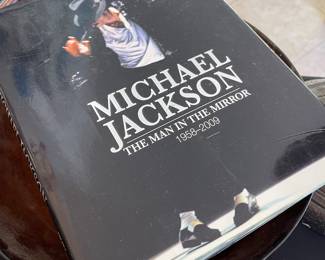 MICHAEL
JACKSON
THE MAN IN THE MIRROR
1958-2009